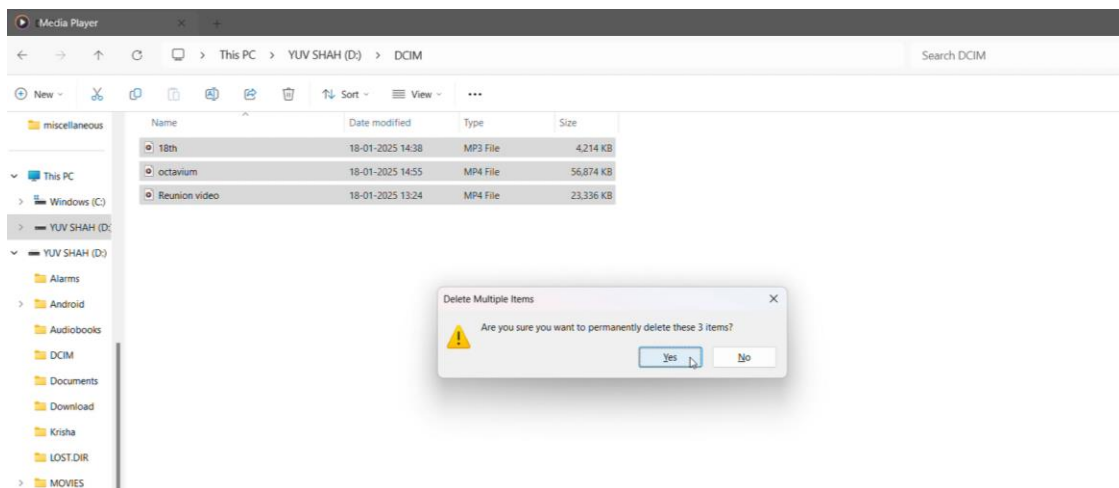 Media Player
This PC > YUV SHAH (D:) > DCIM
Search DCIM
New
Sort
View
miscellaneous
Name Date modified Type Size
18th 18-01-2025 14:38 MP3 File 4,214 KB
octavium 18-01-2025 14:55 MP4 File 56,874 KB
Reunion video 18-01-2025 13:24 MP4 File 23,336 KB
This PC
Windows (C:)
YUV SHAH (D:
YUV SHAH (D:)
Alarms
Android
Audiobooks
DCIM
Documents
Download
Krisha
LOST.DIR
MOVIES
Delete Multiple Items
Are you sure you want to permanently delete these 3 items?
Yes No